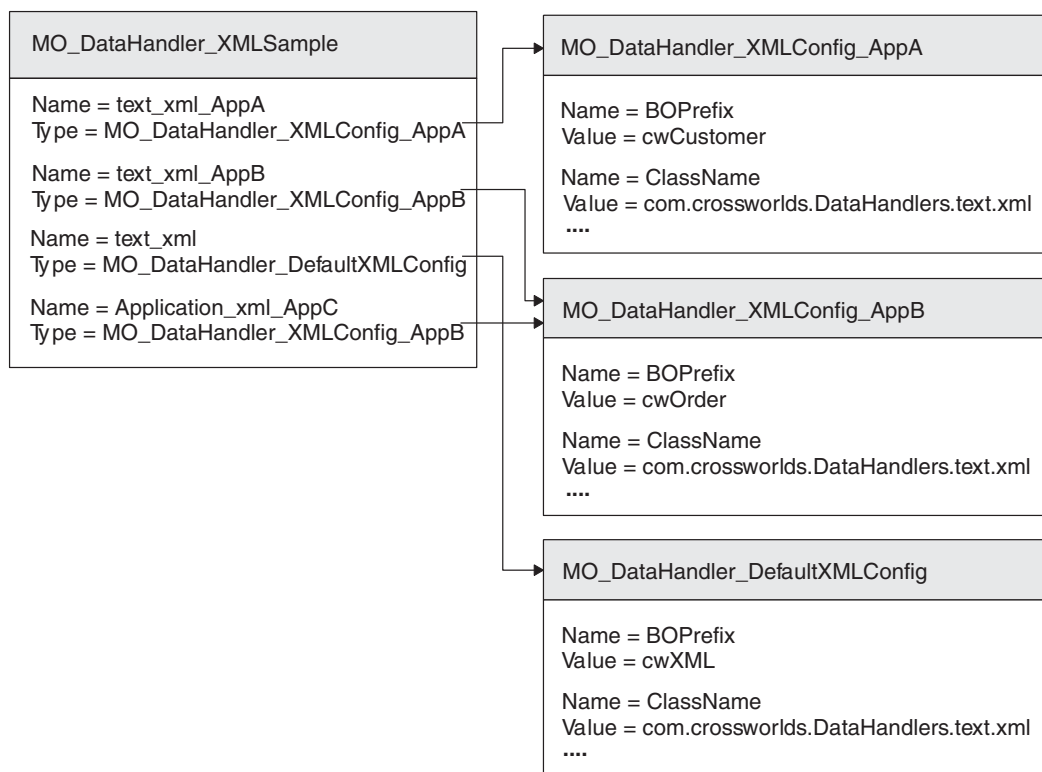 MO_DataHandler_XMLSample
Name = text_xml_AppA
Type = MO_DataHandler_XMLConfig_AppA
Name = text_xml_AppB
Type = MO_DataHandler_XMLConfig_AppB
Name = text_xml
Type = MO_DataHandler_DefaultXMLConfig
Name = Application_xml_AppC
Type = MO_DataHandler_XMLConfig_AppB
MO_DataHandler_XMLConfig_AppA
Name = BOPrefix
Value = cwCustomer
Name = ClassName
Value = com.crossworlds.DataHandlers.text.xml
....
MO_DataHandler_XMLConfig_AppB
Name = BOPrefix
Value = cwOrder
Name = ClassName
Value = com.crossworlds.DataHandlers.text.xml
....
MO_DataHandler_DefaultXMLConfig
Name = BOPrefix
Value = cwXML
Name = ClassName
Value = com.crossworlds.DataHandlers.text.xml
....